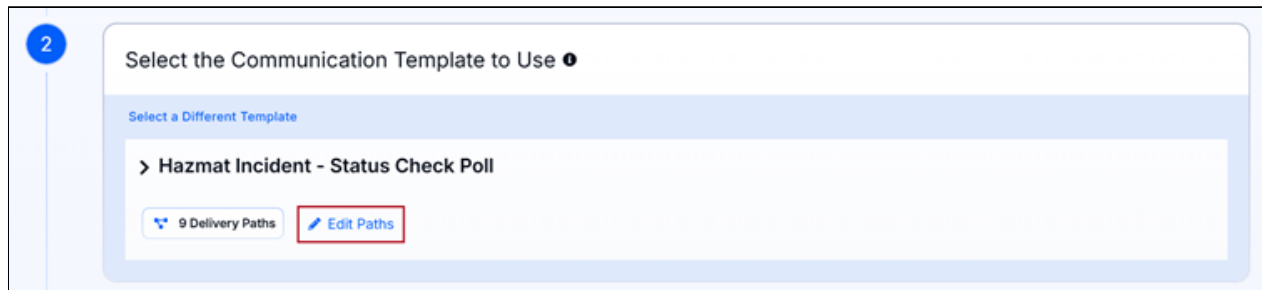 2
Select the Communication Template to Use
Select a Different Template
Hazmat Incident - Status Check Poll
9 Delivery Paths Edit Paths